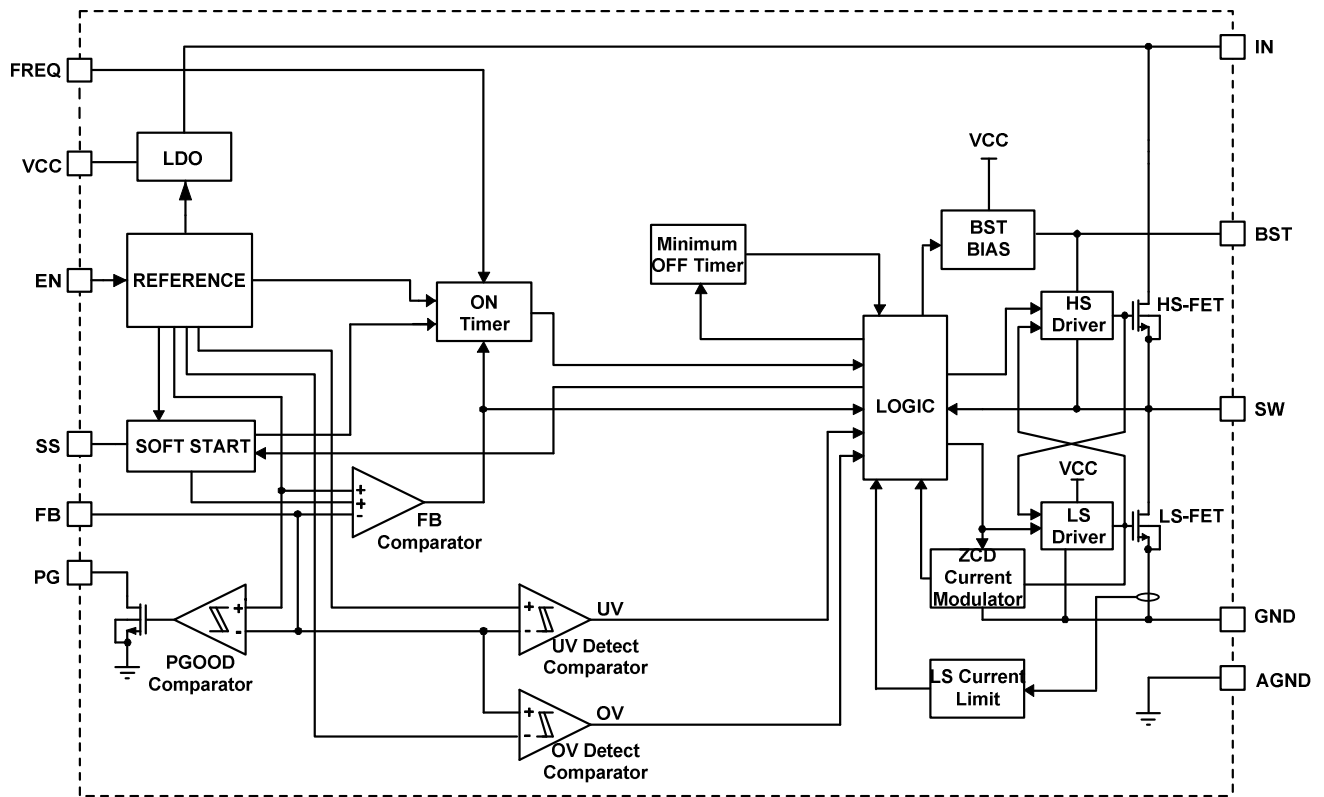 IN
FREQ
LDO
VCC
VCC
BST
BIAS
BST
Minimum
OFF Timer
REFERENCE
EN
ON
Timer
HS
Driver
HS-FET
LOGIC
SW
SOFT START
SS
VCC
+
+
-
FB
FB
Comparator
LS
Driver
LS-FET
ZCD
Current
Modulator
PG
+
-
PGOOD
Comparator
+
-
UV
UV Detect
Comparator
GND
LS Current
Limit
AGND
+
-
OV
OV Detect
Comparator